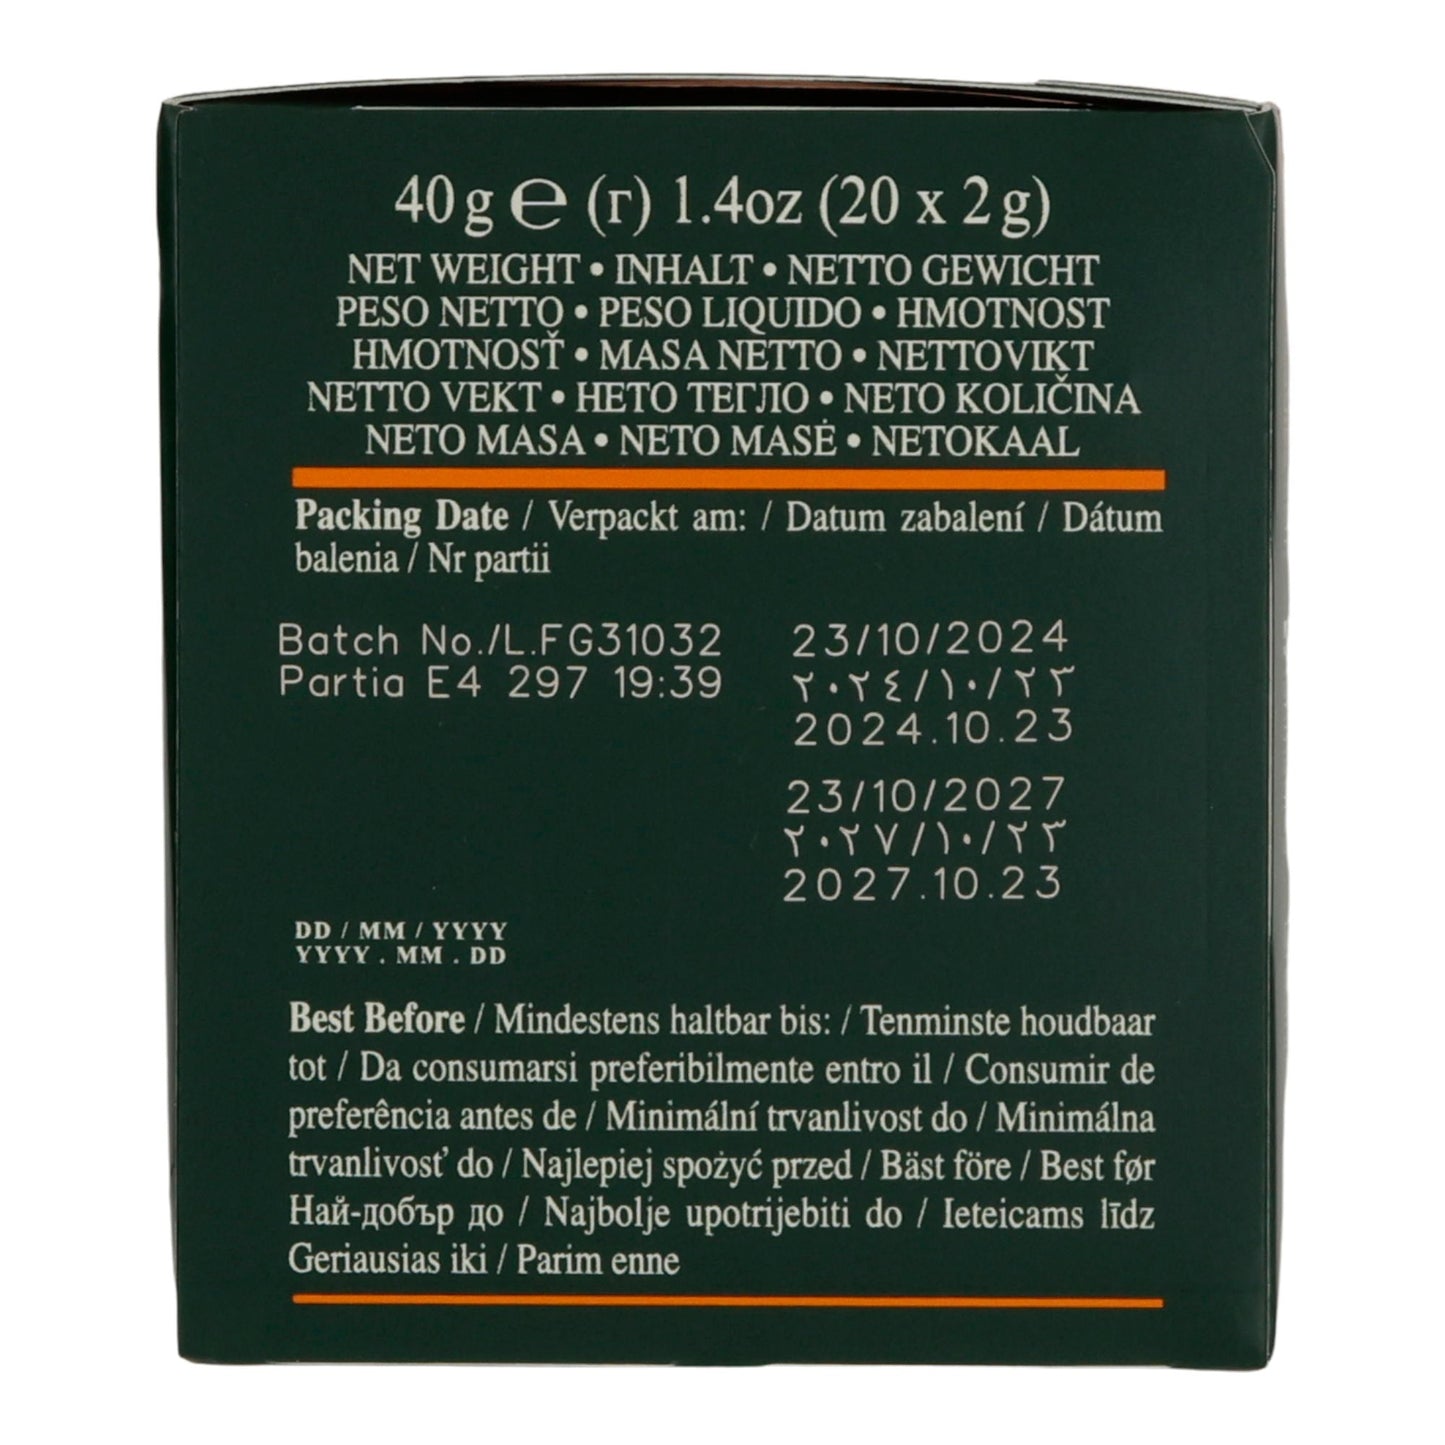 40 g ℮ (г) 1.4oz (20 x 2 g)
NET WEIGHT • INHALT • NETTO GEWICHT
PESO NETTO • PESO LIQUIDO • HMOTNOST
HMOTNOSŤ • MASA NETTO • NETTOVIKT
NETTO VEKT • НЕТО ТЕГЛО • NETO KOLIČINA
NETO MASA • NETO MASĖ • NETOKAAL
Packing Date / Verpackt am: / Datum zabalení / Dátum
balenia / Nr partii
Batch No./L.FG31032 23/10/2024
Partia E4 297 19:39 ٢٠٢٤/١٠/٢٣
2024.10.23
23/10/2027
٢٠٢٧/١٠/٢٣
2027.10.23
DD / MM / YYYY
YYYY . MM . DD
Best Before / Mindestens haltbar bis: / Tenminste houdbaar
tot / Da consumarsi preferibilmente entro il / Consumir de
preferência antes de / Minimální trvanlivost do / Minimálna
trvanlivosť do / Najlepiej spożyć przed / Bäst före / Best før
Най-добър до / Najbolje upotrijebiti do / Ieteicams līdz
Geriausias iki / Parim enne